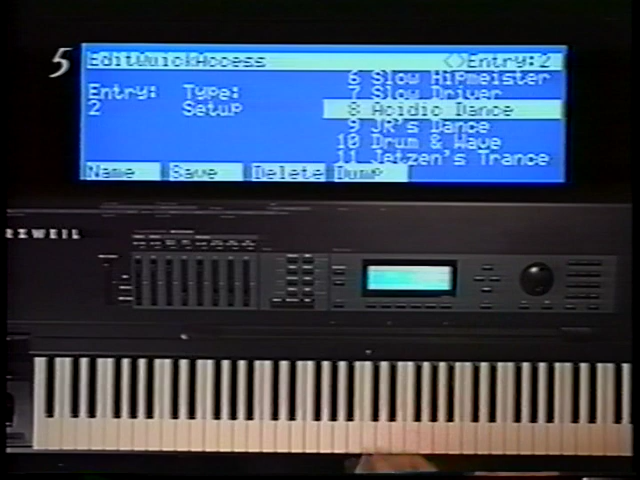 5
EditQuickAccess <>Entry:2
6 Slow Hipmeister
Entry: Type: 7 Slow Driver
2 Setup 8 Acidic Dance
9 JR's Dance
10 Drum & Wave
11 Jetzen's Trance
Name Save Delete Dump
RZWEIL